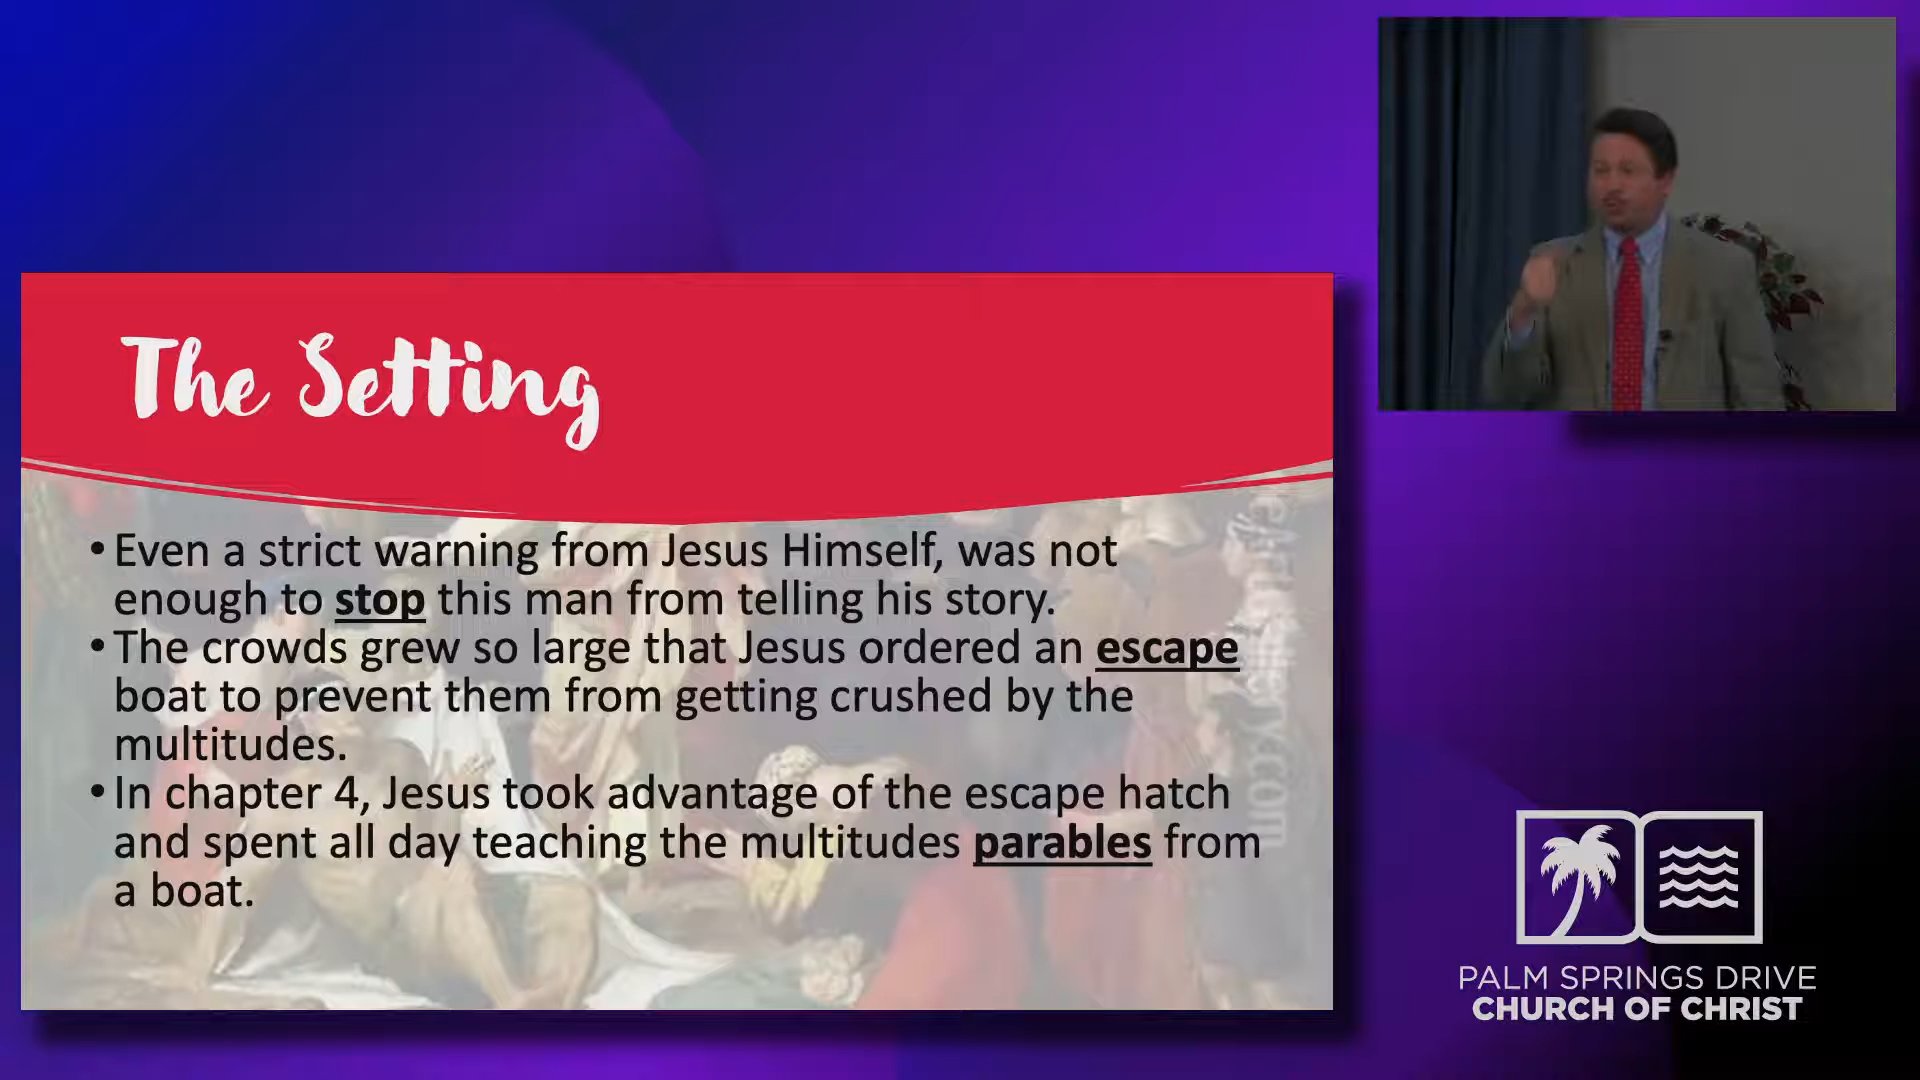 The Setting
• Even a strict warning from Jesus Himself, was not
enough to stop this man from telling his story.
• The crowds grew so large that Jesus ordered an escape
boat to prevent them from getting crushed by the
multitudes.
• In chapter 4, Jesus took advantage of the escape hatch
and spent all day teaching the multitudes parables from
a boat.
PALM SPRINGS DRIVE
CHURCH OF CHRIST